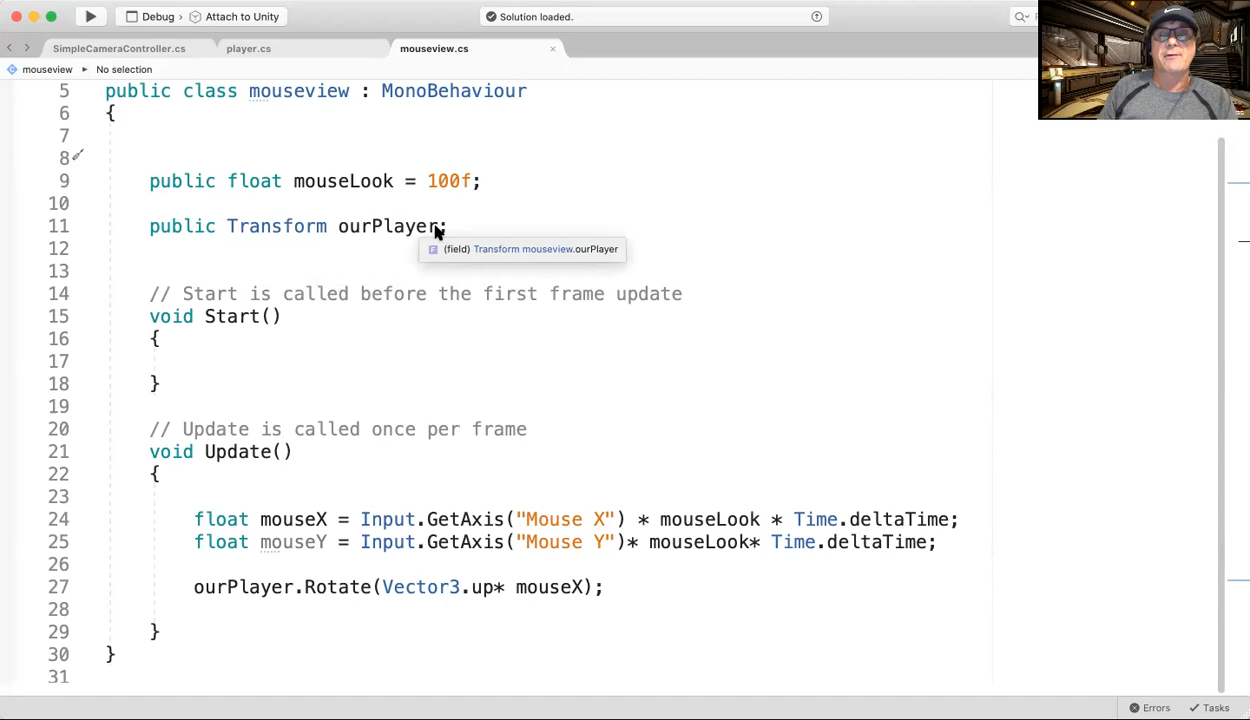 Debug › Attach to Unity
Solution loaded.
SimpleCameraController.cs
player.cs
mouseview.cs
mouseview
No selection
5 public class mouseview : MonoBehaviour
6 {
7
8
9 public float mouseLook = 100f;
10
11 public Transform ourPlayer;
12
(field) Transform mouseview.ourPlayer
13
14 // Start is called before the first frame update
15 void Start()
16 {
17
18 }
19
20 // Update is called once per frame
21 void Update()
22 {
23
24 float mouseX = Input.GetAxis("Mouse X") * mouseLook * Time.deltaTime;
25 float mouseY = Input.GetAxis("Mouse Y")* mouseLook* Time.deltaTime;
26
27 ourPlayer.Rotate(Vector3.up* mouseX);
28
29 }
30 }
31
Errors
Tasks